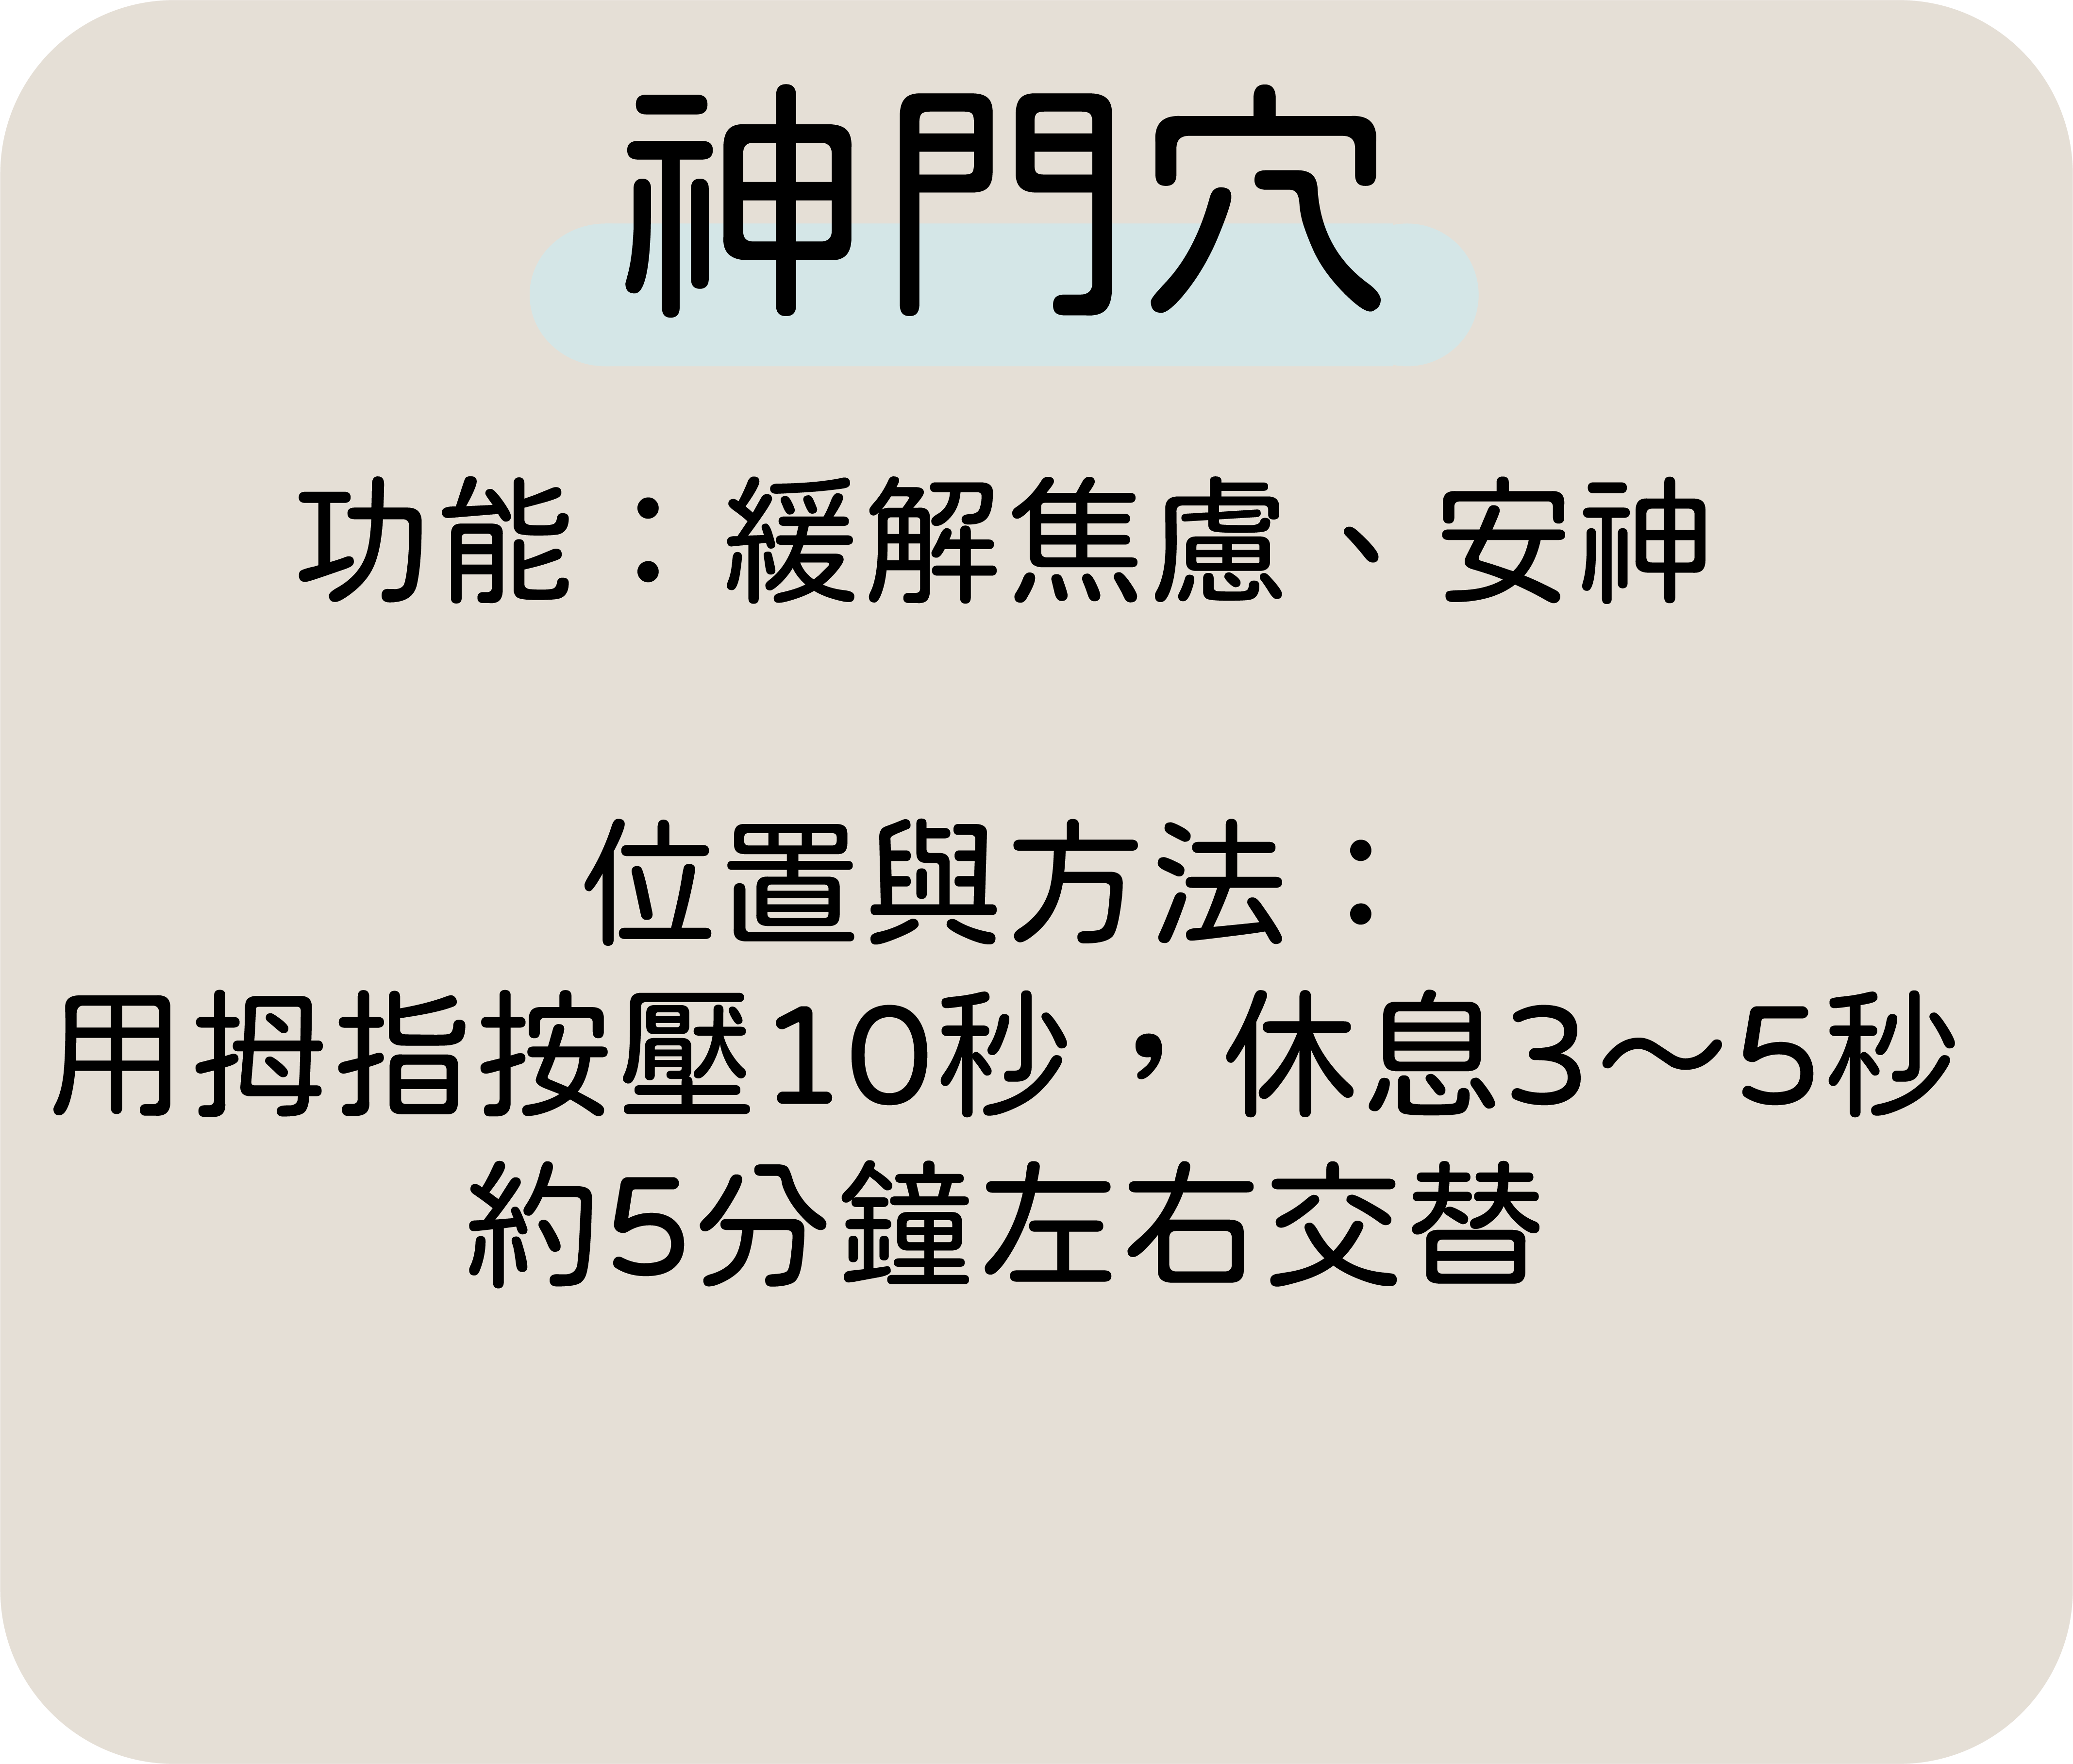 神門穴
功能：緩解焦慮、安神
位置與方法：
用拇指按壓10秒，休息3～5秒
約5分鐘左右交替